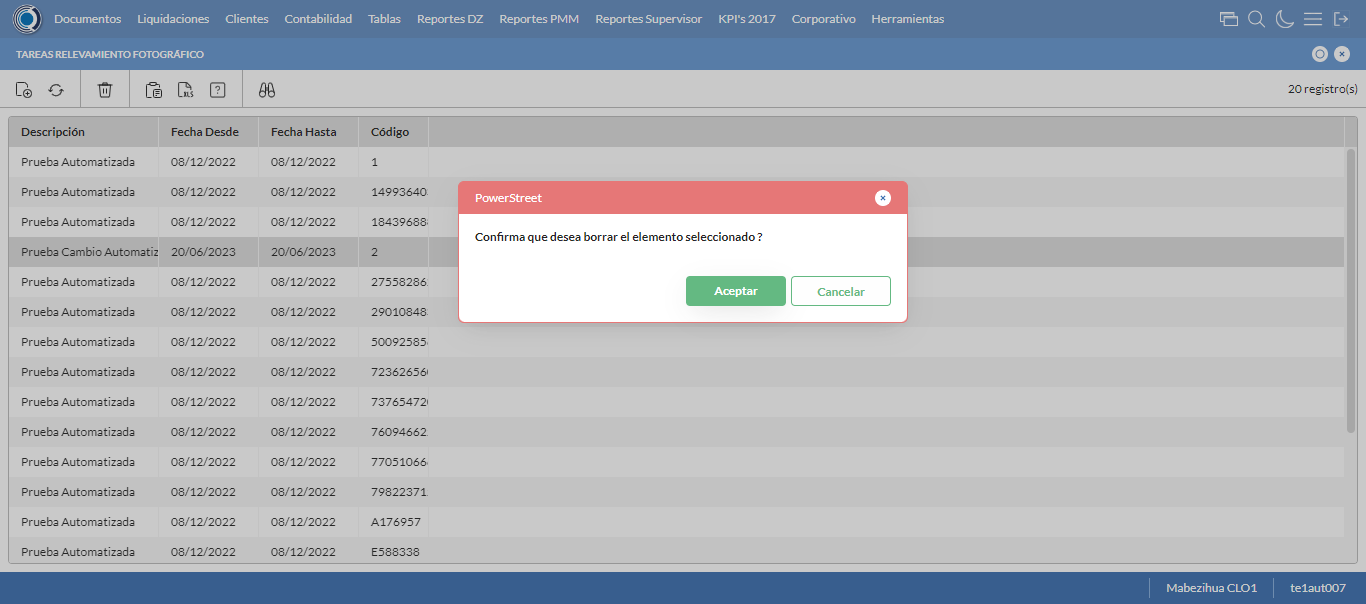 Documentos Liquidaciones Clientes Contabilidad Tablas Reportes DZ Reportes PMM Reportes Supervisor KPI's 2017 Corporativo Herramientas
TAREAS RELEVAMIENTO FOTOGRÁFICO
XLS ? 20 registro(s)
Descripción Fecha Desde Fecha Hasta Código
Prueba Automatizada 08/12/2022 08/12/2022 1
Prueba Automatizada 08/12/2022 08/12/2022 14993640
Prueba Automatizada 08/12/2022 08/12/2022 18439688
Prueba Cambio Automatiz 20/06/2023 20/06/2023 2
Prueba Automatizada 08/12/2022 08/12/2022 27558286
Prueba Automatizada 08/12/2022 08/12/2022 29010848
Prueba Automatizada 08/12/2022 08/12/2022 50092585
Prueba Automatizada 08/12/2022 08/12/2022 72362656
Prueba Automatizada 08/12/2022 08/12/2022 73765472
Prueba Automatizada 08/12/2022 08/12/2022 76094662
Prueba Automatizada 08/12/2022 08/12/2022 77051066
Prueba Automatizada 08/12/2022 08/12/2022 79822371
Prueba Automatizada 08/12/2022 08/12/2022 A176957
Prueba Automatizada 08/12/2022 08/12/2022 E588338
PowerStreet
Confirma que desea borrar el elemento seleccionado ?
Aceptar Cancelar
Mabezihua CLO1 te1aut007